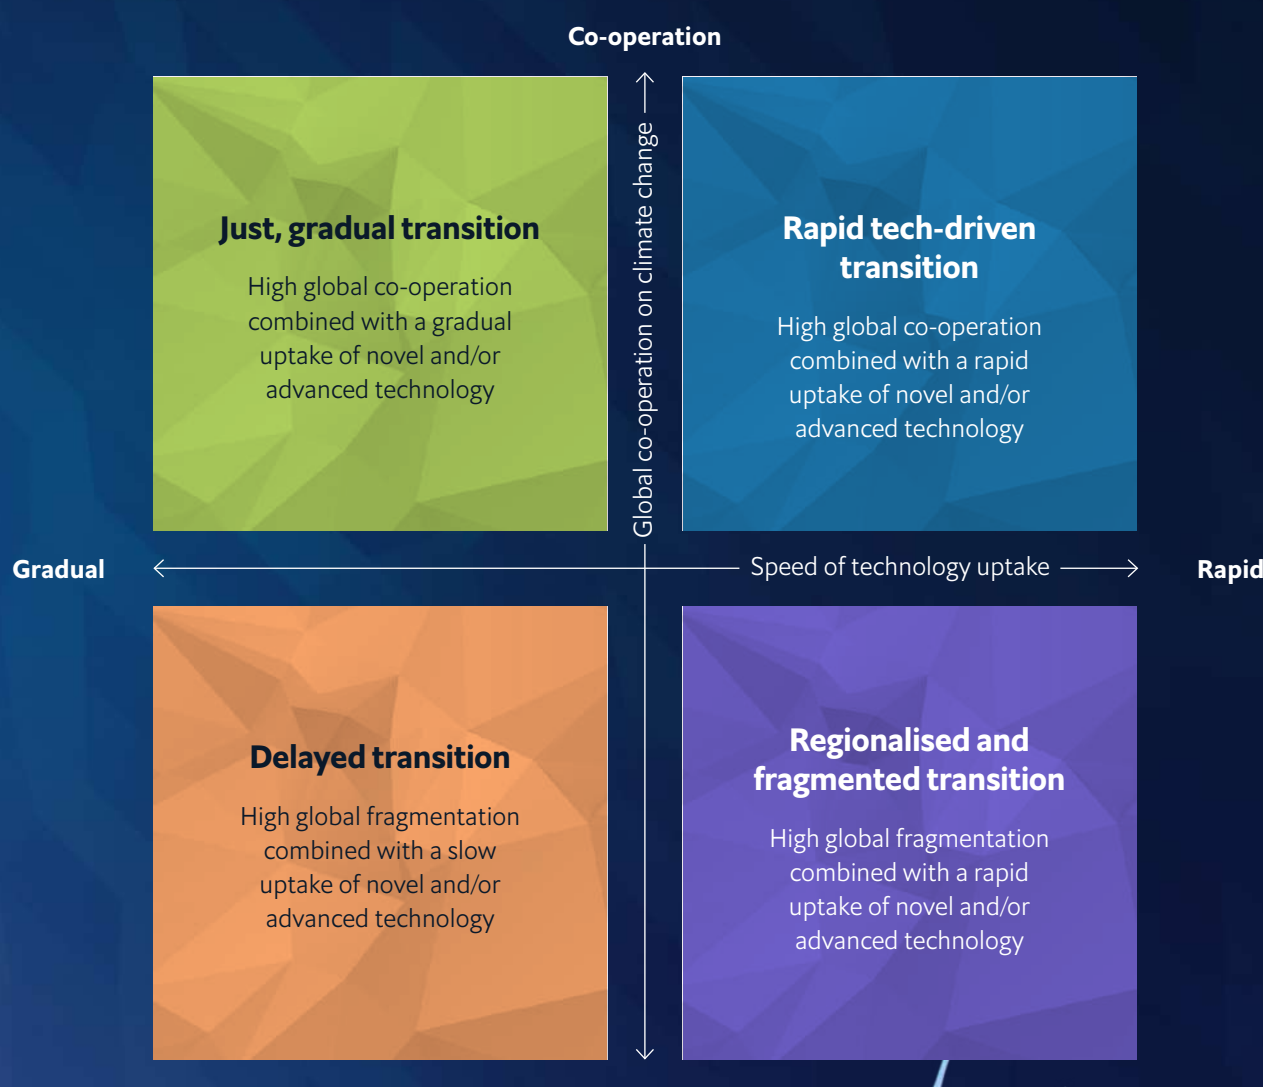 Co-operation
Just, gradual transition
High global co-operation
combined with a gradual
uptake of novel and/or
advanced technology
Global co-operation on climate change
Rapid tech-driven
transition
High global co-operation
combined with a rapid
uptake of novel and/or
advanced technology
Gradual
Speed of technology uptake
Rapid
Delayed transition
High global fragmentation
combined with a slow
uptake of novel and/or
advanced technology
Regionalised and
fragmented transition
High global fragmentation
combined with a rapid
uptake of novel and/or
advanced technology